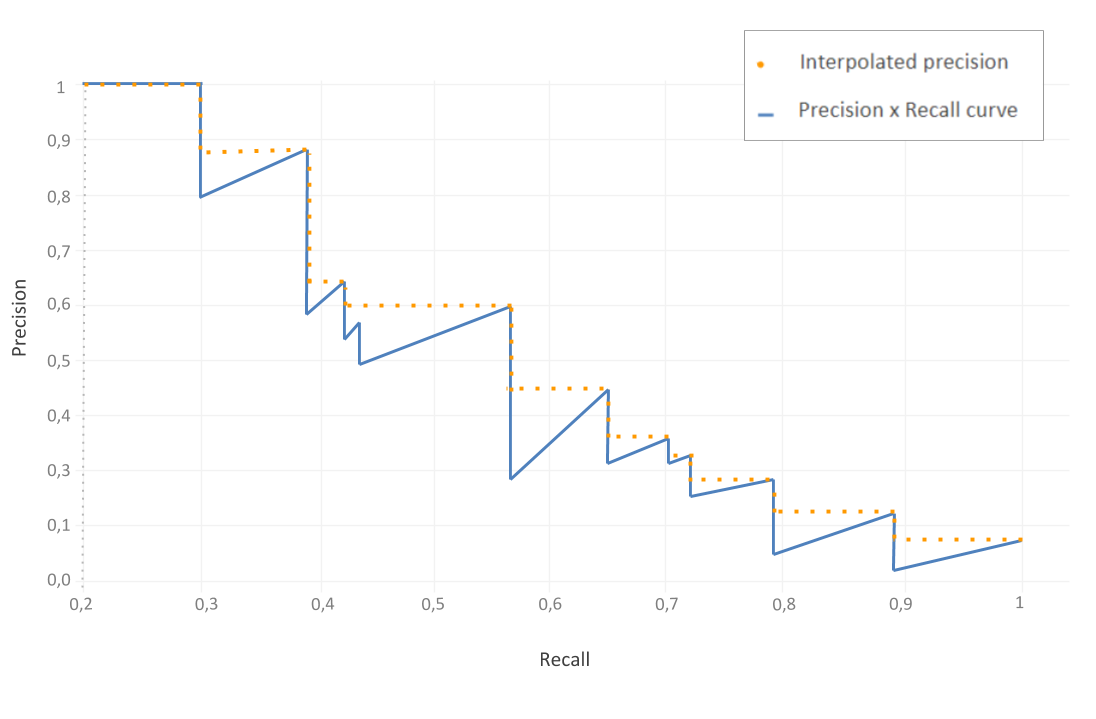 Interpolated precision
Precision x Recall curve
1
0,9
0,8
0,7
0,6
0,5
0,4
0,3
0,1
0,0
Precision
0,2 0,3 0,4 0,5 0,6 0,7 0,8 0,9 1
Recall